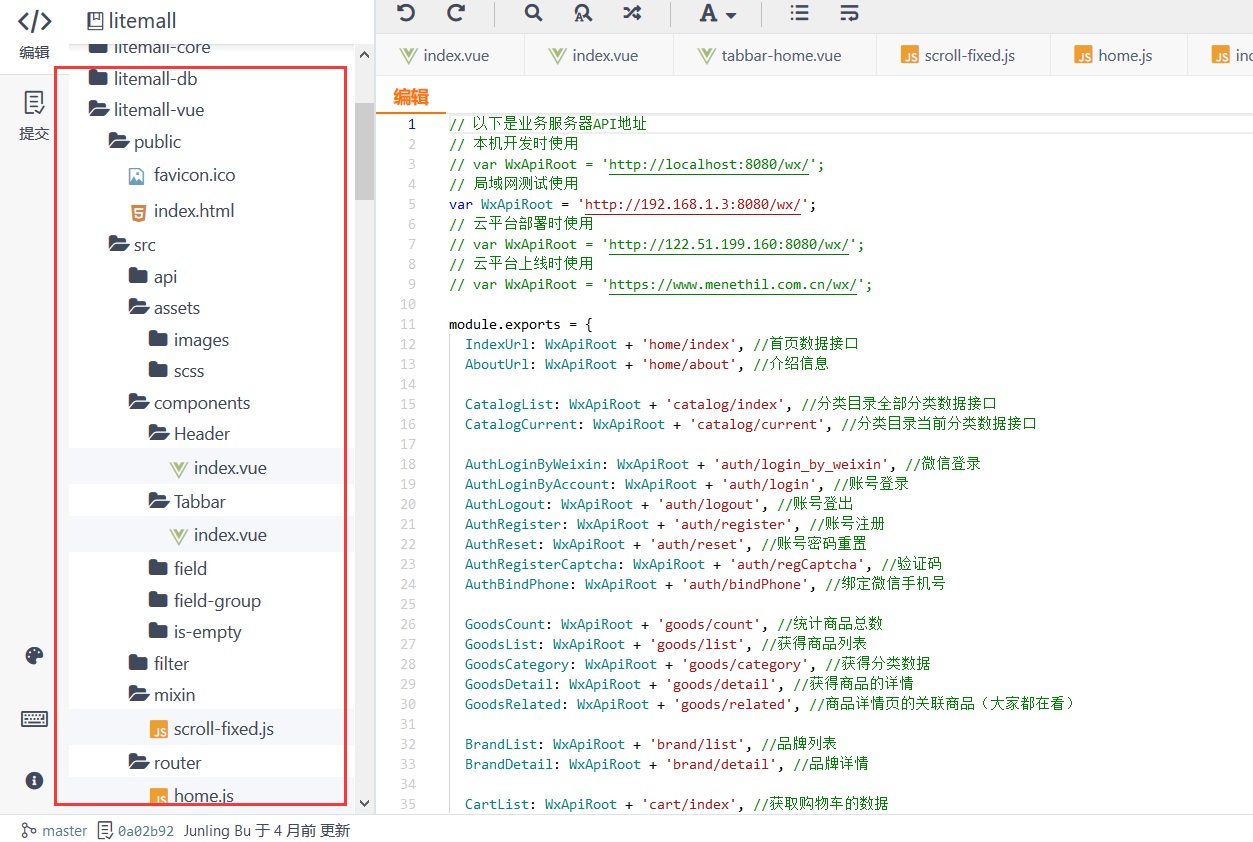 编辑
提交
litemall
litemall-core
litemall-db
litemall-vue
public
favicon.ico
index.html
src
api
assets
images
scss
components
Header
index.vue
Tabbar
index.vue
field
field-group
is-empty
filter
mixin
scroll-fixed.js
router
home.js
index.vue
index.vue
tabbar-home.vue
JS scroll-fixed.js
JS home.js
JS
编辑
1 // 以下是业务服务器API地址
2 // 本机开发时使用
3 // var WxApiRoot = 'http://localhost:8080/wx/';
4 // 局域网测试使用
5 var WxApiRoot = 'http://192.168.1.3:8080/wx/';
6 // 云平台部署时使用
7 // var WxApiRoot = 'http://122.51.199.160:8080/wx/';
8 // 云平台上线时使用
9 // var WxApiRoot = 'https://www.menethil.com.cn/wx/';
10
11 module.exports = {
12 IndexUrl: WxApiRoot + 'home/index', //首页数据接口
13 AboutUrl: WxApiRoot + 'home/about', //介绍信息
14
15 CatalogList: WxApiRoot + 'catalog/index', //分类目录全部分类数据接口
16 CatalogCurrent: WxApiRoot + 'catalog/current', //分类目录当前分类数据接口
17
18 AuthLoginByWeixin: WxApiRoot + 'auth/login_by_weixin', //微信登录
19 AuthLoginByAccount: WxApiRoot + 'auth/login', //账号登录
20 AuthLogout: WxApiRoot + 'auth/logout', //账号登出
21 AuthRegister: WxApiRoot + 'auth/register', //账号注册
22 AuthReset: WxApiRoot + 'auth/reset', //账号密码重置
23 AuthRegisterCaptcha: WxApiRoot + 'auth/regCaptcha', //验证码
24 AuthBindPhone: WxApiRoot + 'auth/bindPhone', //绑定微信手机号
25
26 GoodsCount: WxApiRoot + 'goods/count', //统计商品总数
27 GoodsList: WxApiRoot + 'goods/list', //获得商品列表
28 GoodsCategory: WxApiRoot + 'goods/category', //获得分类数据
29 GoodsDetail: WxApiRoot + 'goods/detail', //获得商品的详情
30 GoodsRelated: WxApiRoot + 'goods/related', //商品详情页的关联商品（大家都在看）
31
32 BrandList: WxApiRoot + 'brand/list', //品牌列表
33 BrandDetail: WxApiRoot + 'brand/detail', //品牌详情
34
35 CartList: WxApiRoot + 'cart/index', //获取购物车的数据
master 0a02b92 Junling Bu 于 4 月前 更新